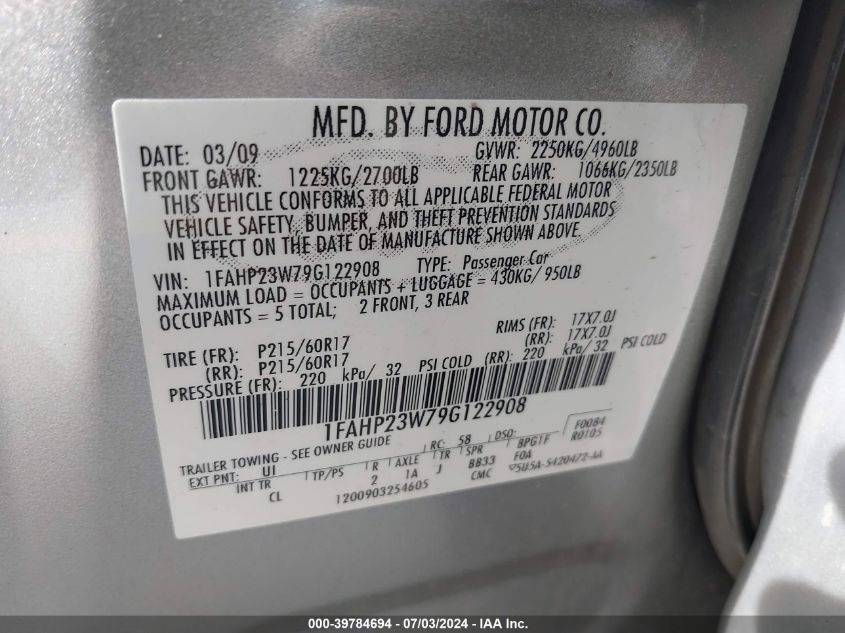 MFD. BY FORD MOTOR CO.
DATE: 03/09 GVWR: 2250KG/4960LB
FRONT GAWR: 1225KG/2700LB REAR GAWR: 1066KG/2350LB
THIS VEHICLE CONFORMS TO ALL APPLICABLE FEDERAL MOTOR
VEHICLE SAFETY, BUMPER, AND THEFT PREVENTION STANDARDS
IN EFFECT ON THE DATE OF MANUFACTURE SHOWN ABOVE.
VIN: 1FAHP23W79G122908 TYPE: Passenger Car
MAXIMUM LOAD = OCCUPANTS + LUGGAGE = 430KG/ 950LB
OCCUPANTS = 5 TOTAL; 2 FRONT, 3 REAR
TIRE (FR): P215/60R17 RIMS (FR): 17X7.0J
(RR): P215/60R17 (RR): 17X7.0J
PRESSURE (FR): 220 kPa/ 32 PSI COLD (RR): 220 kPa/ 32 PSI COLD
1FAHP23W79G122908
TRAILER TOWING - SEE OWNER GUIDE RC: 58 DSO: F0084
EXT PNT: UI TP/PS R AXLE TR SPR BPGTF R0105
INT TR CL 2 1A J BB33 FOA
1200903254605 CMC 5U5A-5420472-AA
000-39784694 - 07/03/2024 - IAA Inc.